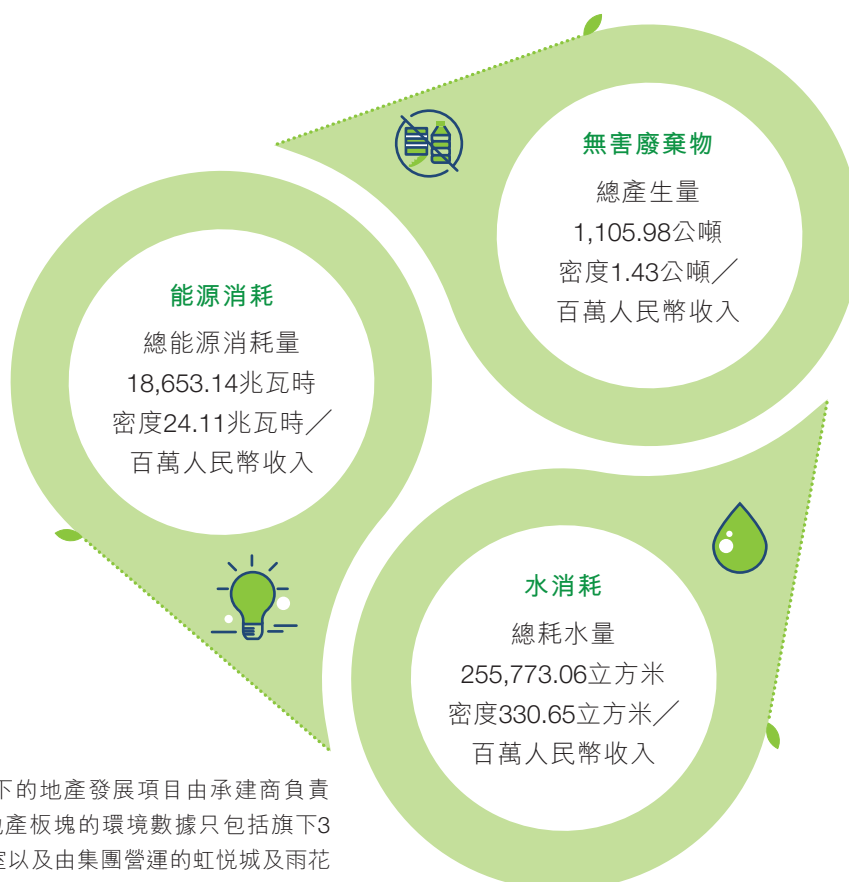 無害廢棄物
總產生量
1,105.98公噸
密度1.43公噸／
百萬人民幣收入
能源消耗
總能源消耗量
18,653.14兆瓦時
密度24.11兆瓦時／
百萬人民幣收入
水消耗
總耗水量
255,773.06立方米
密度330.65立方米／
百萬人民幣收入
下的地產發展項目由承建商負責
地產板塊的環境數據只包括旗下3
室以及由集團營運的虹悦城及雨花